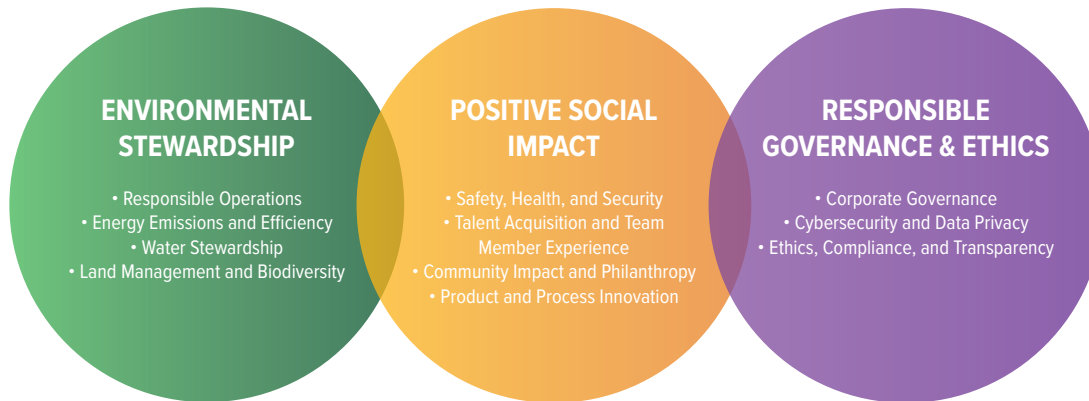 ENVIRONMENTAL
STEWARDSHIP
• Responsible Operations
• Energy Emissions and Efficiency
• Water Stewardship
• Land Management and Biodiversity
POSITIVE SOCIAL
IMPACT
• Safety, Health, and Security
• Talent Acquisition and Team
Member Experience
• Community Impact and Philanthropy
• Product and Process Innovation
RESPONSIBLE
GOVERNANCE & ETHICS
• Corporate Governance
• Cybersecurity and Data Privacy
• Ethics, Compliance, and Transparency